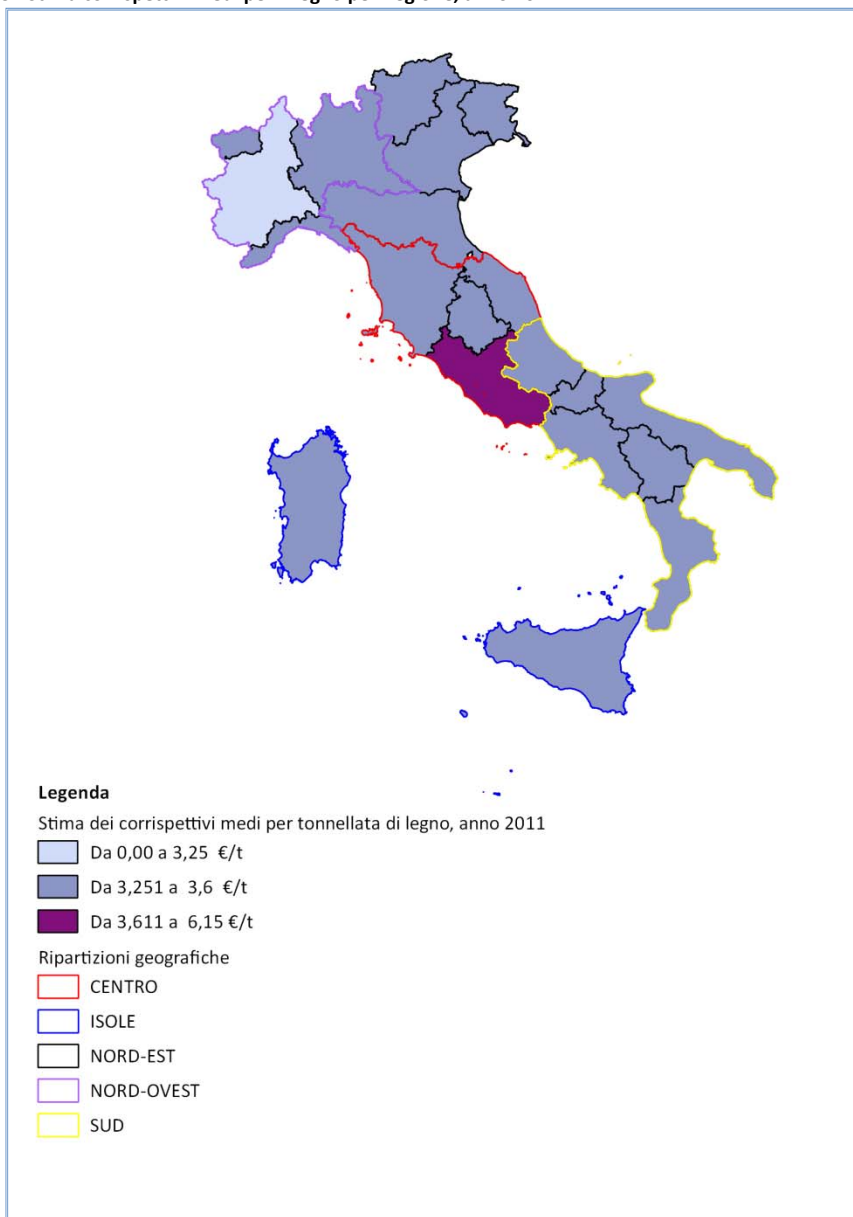 Legenda
Stima dei corrispettivi medi per tonnellata di legno, anno 2011
Da 0,00 a 3,25 €/t
Da 3,251 a 3,6 €/t
Da 3,611 a 6,15 €/t
Ripartizioni geografiche
CENTRO
ISOLE
NORD-EST
NORD-OVEST
SUD